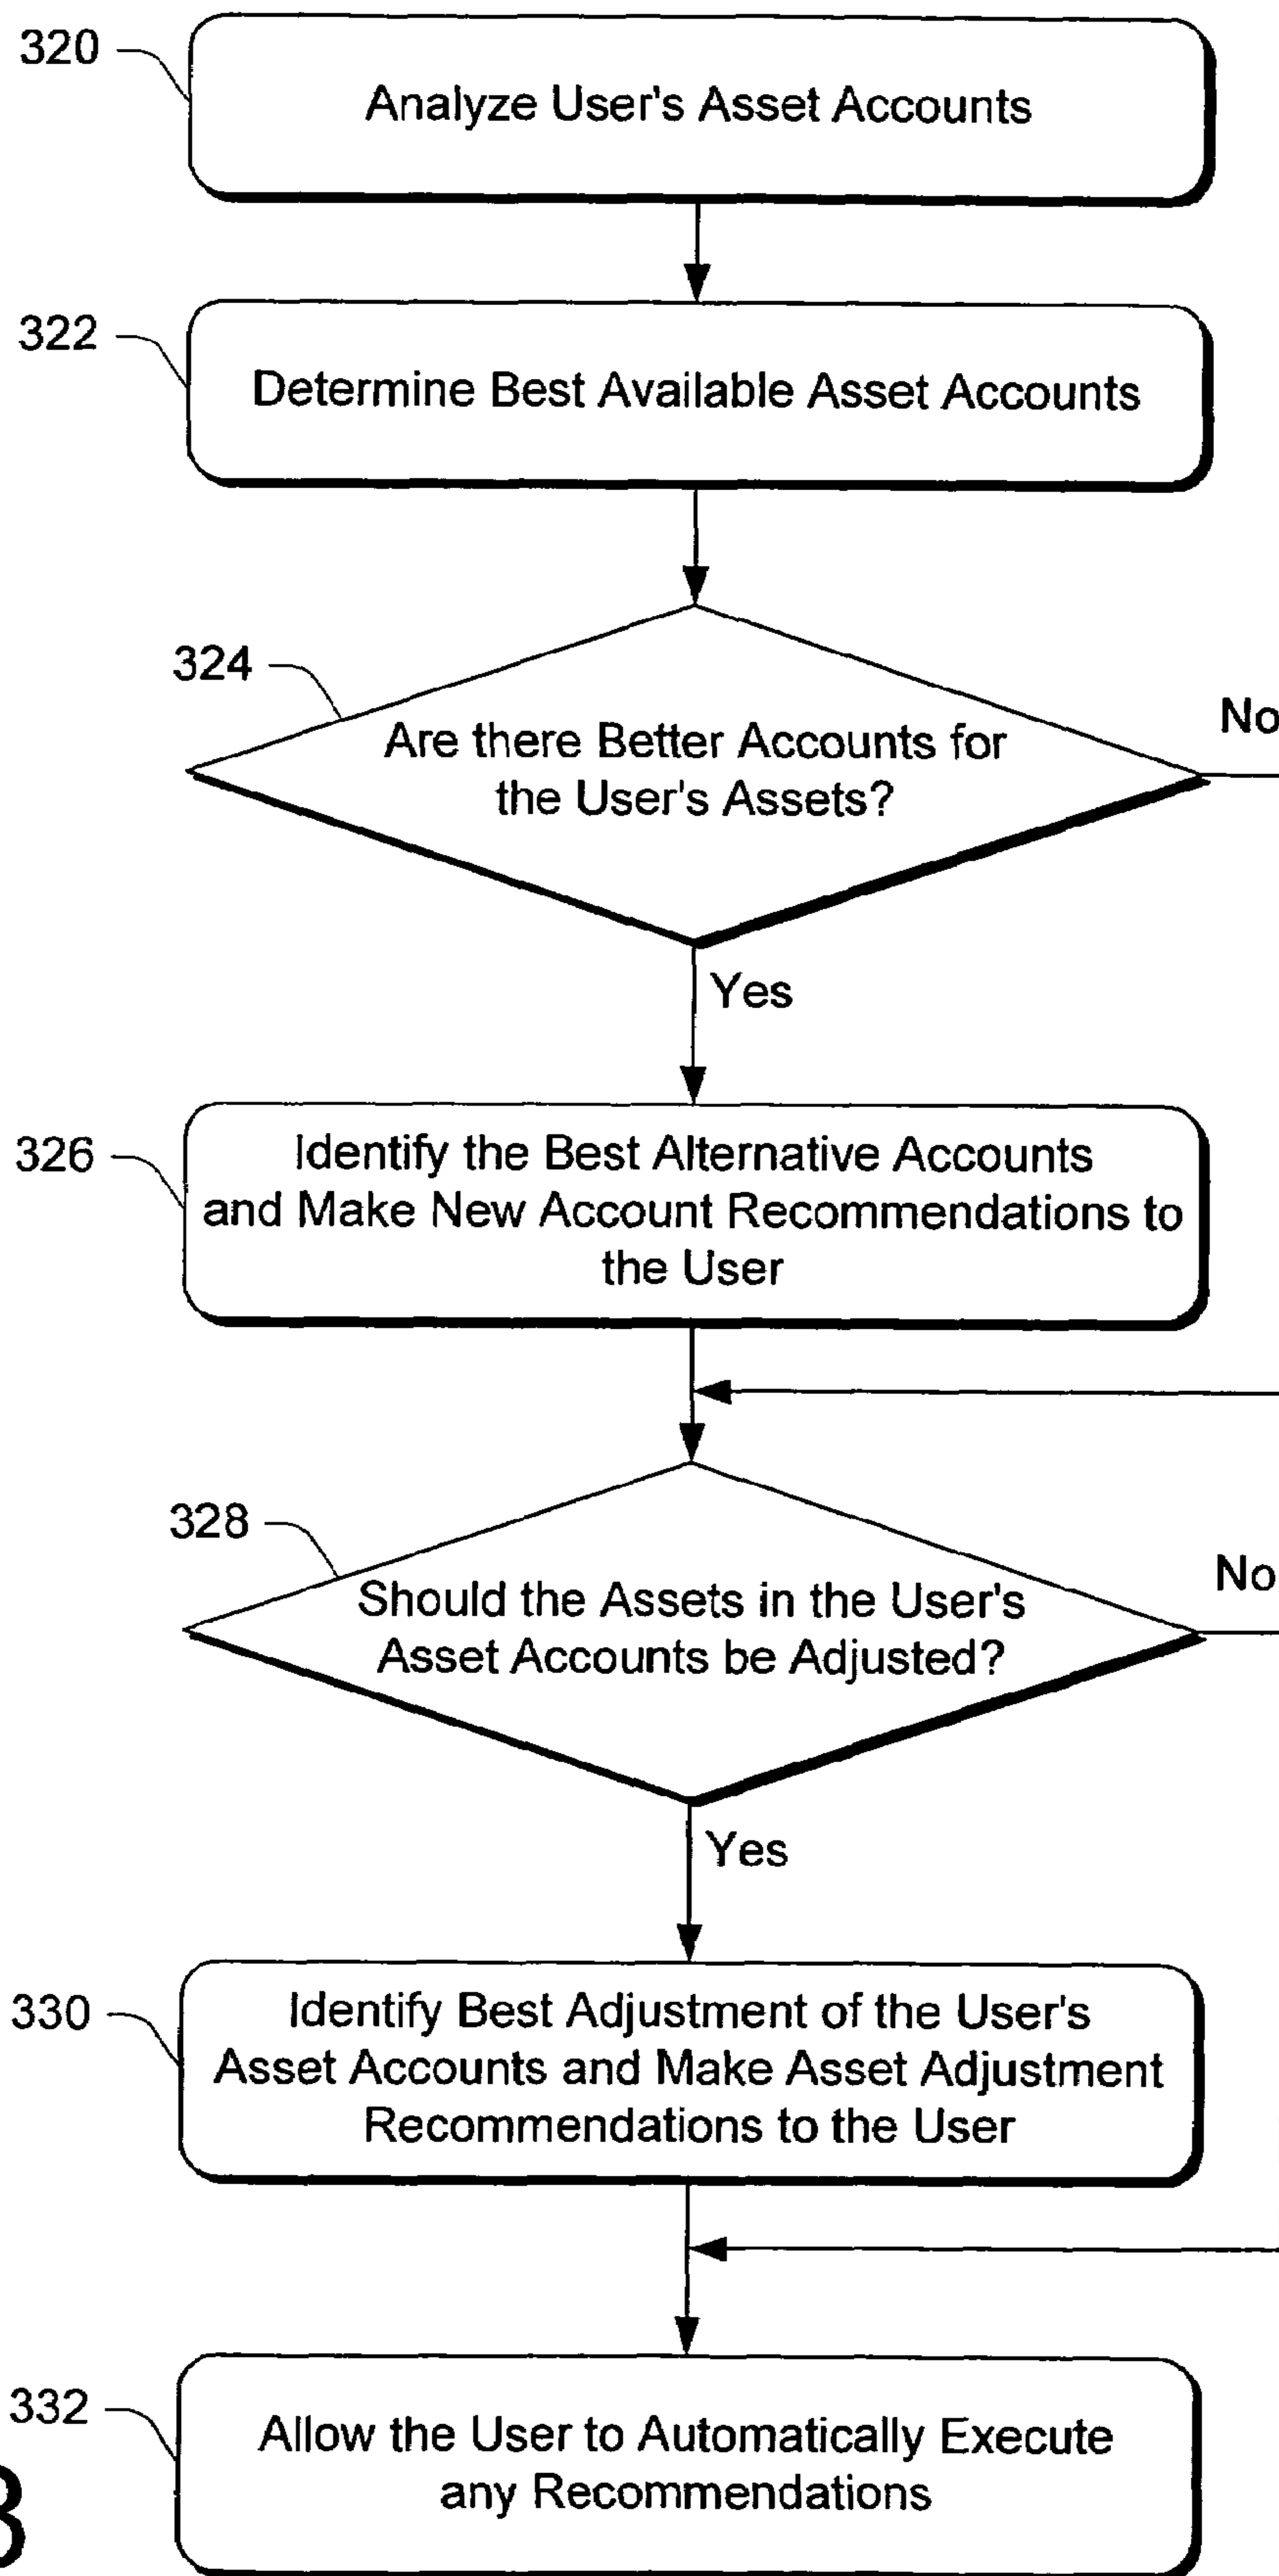 320
Analyze User's Asset Accounts
322
Determine Best Available Asset Accounts
324
Are there Better Accounts for
the User's Assets?
No
Yes
326
Identify the Best Alternative Accounts
and Make New Account Recommendations to
the User
328
Should the Assets in the User's
Asset Accounts be Adjusted?
No
Yes
330
Identify Best Adjustment of the User's
Asset Accounts and Make Asset Adjustment
Recommendations to the User
332
Allow the User to Automatically Execute
any Recommendations